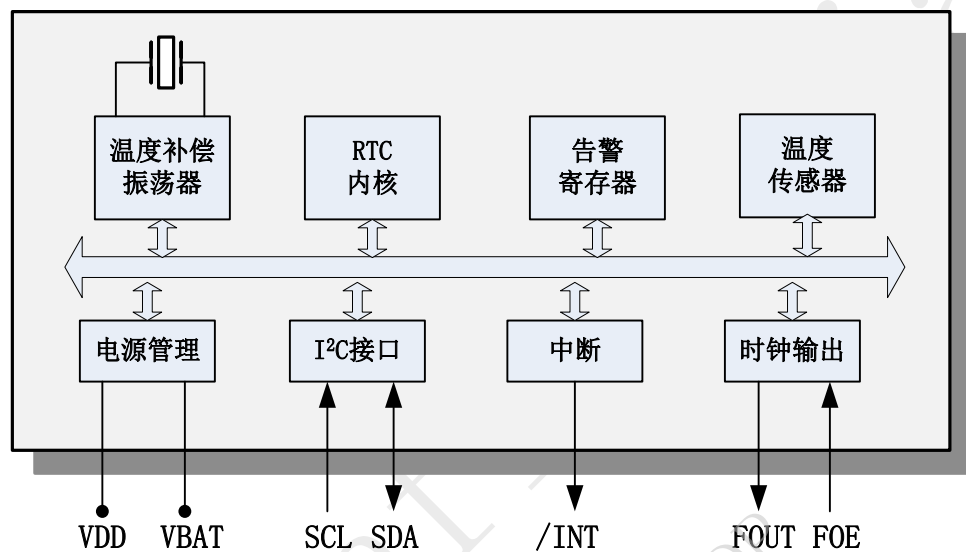 温度补偿
振荡器
RTC
内核
告警
寄存器
温度
传感器
电源管理
I²C接口
中断
时钟输出
VDD
VBAT
SCL
SDA
/INT
FOUT
FOE